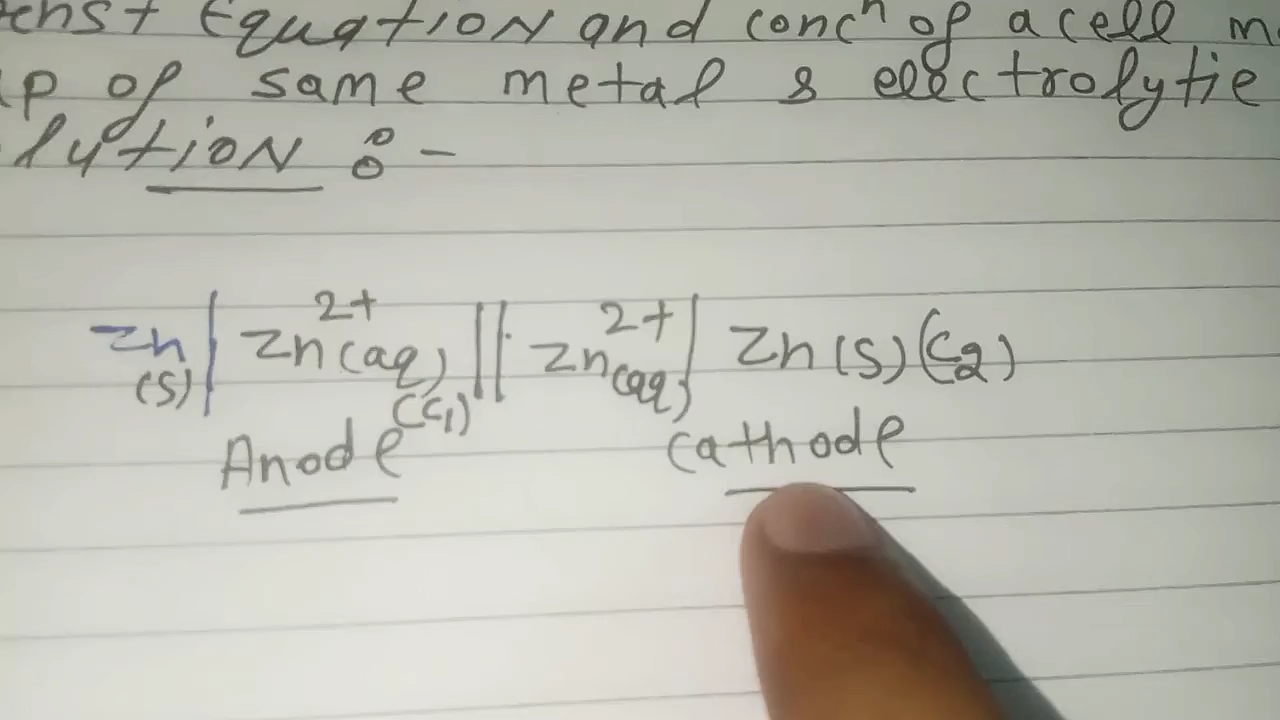 Equation and concⁿ of a cell
of same metal & electrolytie
lution :-
Zn(s) | Zn²⁺(aq)(C₁) || Zn²⁺(aq) | Zn(s)(C₂)
Anode Cathode